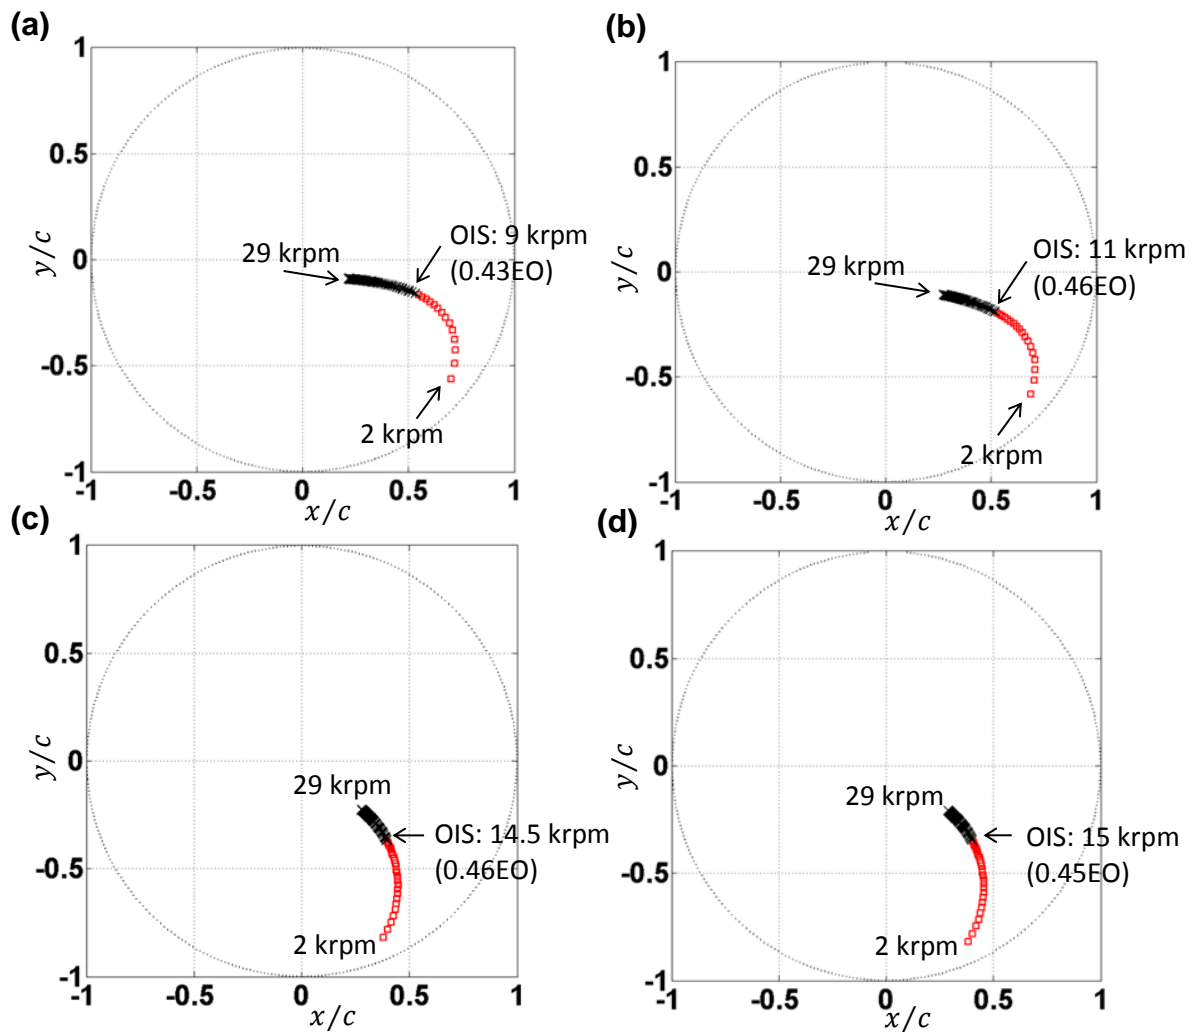 (a)
1
0.5
0
-0.5
-1
-1
-0.5
0
0.5
1
y/c
x/c
29 krpm
OIS: 9 krpm
(0.43EO)
2 krpm
(b)
1
0.5
0
-0.5
-1
-1
-0.5
0
0.5
1
y/c
x/c
29 krpm
OIS: 11 krpm
(0.46EO)
2 krpm
(c)
1
0.5
0
-0.5
-1
-1
-0.5
0
0.5
1
y/c
x/c
29 krpm
OIS: 14.5 krpm
(0.46EO)
2 krpm
(d)
1
0.5
0
-0.5
-1
-1
-0.5
0
0.5
1
y/c
x/c
29 krpm
OIS: 15 krpm
(0.45EO)
2 krpm